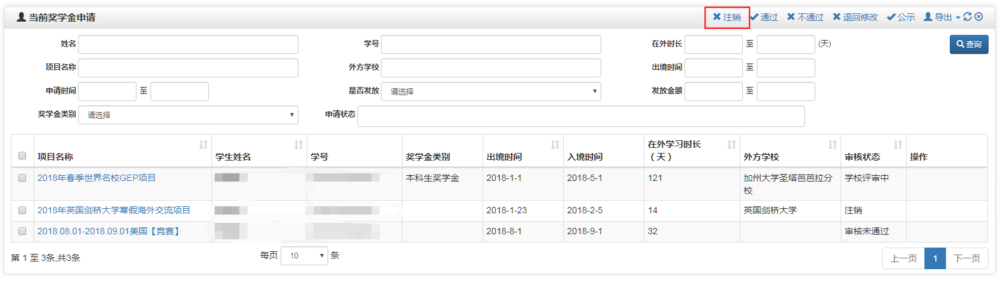 当前奖学金申请 注销 通过 不通过 退回修改 公示 导出
姓名 学号 在外时长 至 (天) 查询
项目名称 外方学校 出境时间 至
申请时间 至 是否发放 请选择 发放金额 至
奖学金类别 请选择 申请状态
项目名称 学生姓名 学号 奖学金类别 出境时间 入境时间 在外学习时长（天） 外方学校 审核状态 操作
2018年春季世界名校GEP项目 本科生奖学金 2018-1-1 2018-5-1 121 加州大学圣塔芭芭拉分校 学校评审中
2018年英国剑桥大学寒假海外交流项目 2018-1-23 2018-2-5 14 英国剑桥大学 注销
2018.08.01-2018.09.01美国【竞赛】 2018-8-1 2018-9-1 32 审核未通过
第 1 至 3条,共3条 每页 10 条 上一页 1 下一页